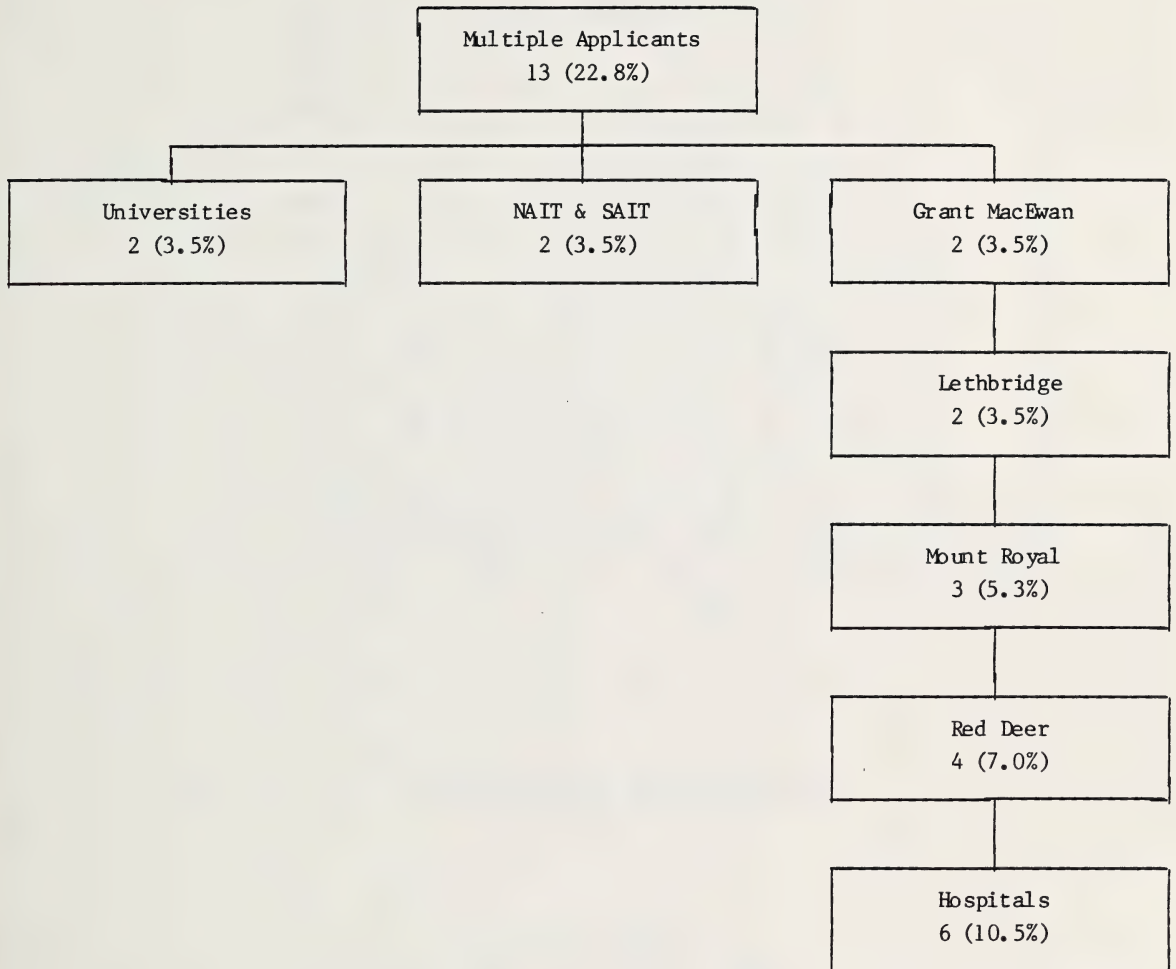 Multiple Applicants
13 (22.8%)
Universities
2 (3.5%)
NAIT & SAIT
2 (3.5%)
Grant MacEwan
2 (3.5%)
Lethbridge
2 (3.5%)
Mount Royal
3 (5.3%)
Red Deer
4 (7.0%)
Hospitals
6 (10.5%)